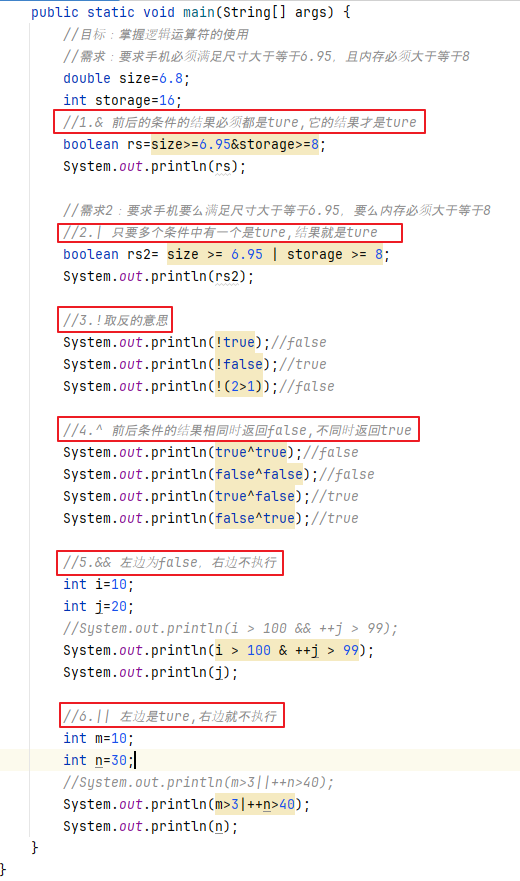 public static void main(String[] args) {
//目标：掌握逻辑运算符的使用
//需求：要求手机必须满足尺寸大于等于6.95，且内存必须大于等于8
double size=6.8;
int storage=16;
//1.& 前后的条件的结果必须都是ture,它的结果才是ture
boolean rs=size>=6.95&storage>=8;
System.out.println(rs);
//需求2：要求手机要么满足尺寸大于等于6.95，要么内存必须大于等于8
//2.| 只要多个条件中有一个是ture,结果就是ture
boolean rs2= size >= 6.95 | storage >= 8;
System.out.println(rs2);
//3.!取反的意思
System.out.println(!true);//false
System.out.println(!false);//true
System.out.println(!(2>1));//false
//4.^ 前后条件的结果相同时返回false,不同时返回true
System.out.println(true^true);//false
System.out.println(false^false);//false
System.out.println(true^false);//true
System.out.println(false^true);//true
//5.&& 左边为false，右边不执行
int i=10;
int j=20;
//System.out.println(i > 100 && ++j > 99);
System.out.println(i > 100 & ++j > 99);
System.out.println(j);
//6.|| 左边是ture,右边就不执行
int m=10;
int n=30;
//System.out.println(m>3||++n>40);
System.out.println(m>3|++n>40);
System.out.println(n);
}
}